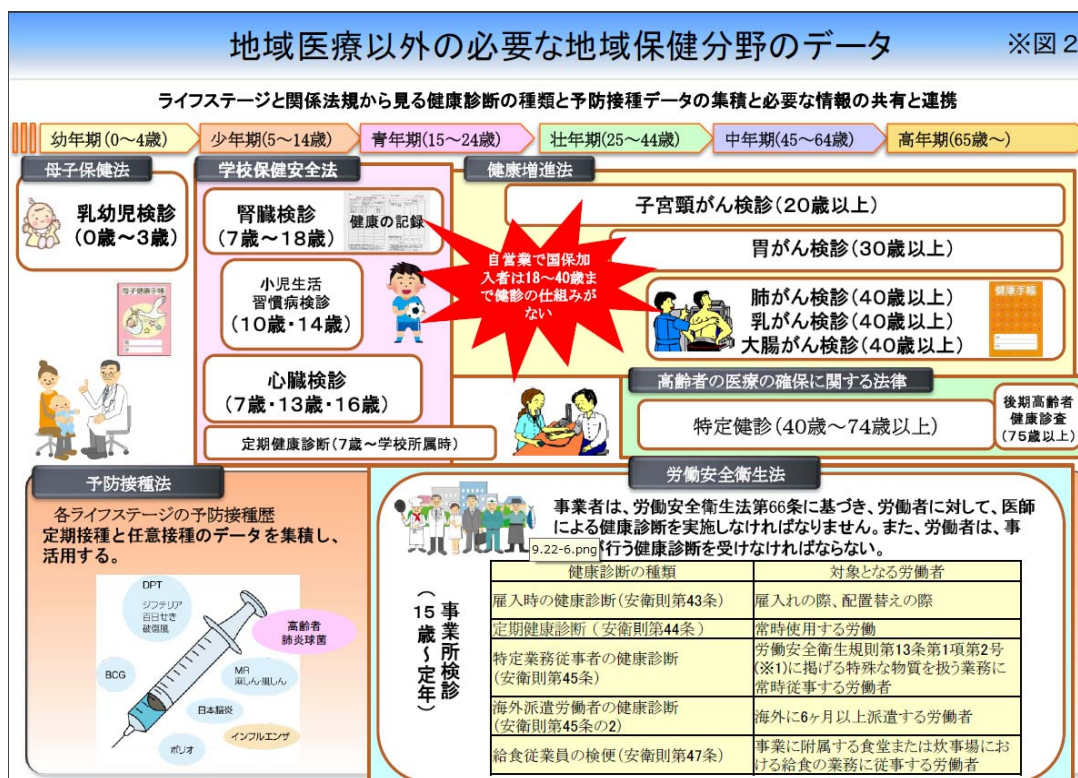 地域医療以外の必要な地域保健分野のデータ
※図2
ライフステージと関係法規から見る健康診断の種類と予防接種データの集積と必要な情報の共有と連携
幼年期(0～4歳)
少年期(5～14歳)
青年期(15～24歳)
壮年期(25～44歳)
中年期(45～64歳)
高年期(65歳～)
母子保健法
乳幼児検診
(0歳～3歳)
母子健康手帳
学校保健安全法
腎臓検診
(7歳～18歳)
健康の記録
小児生活
習慣病検診
(10歳・14歳)
心臓検診
(7歳・13歳・16歳)
定期健康診断(7歳～学校所属時)
健康増進法
自営業で国保加
入者は18～40歳ま
で健診の仕組みが
ない
子宮頸がん検診(20歳以上)
胃がん検診(30歳以上)
肺がん検診(40歳以上)
乳がん検診(40歳以上)
大腸がん検診(40歳以上)
健康手帳
高齢者の医療の確保に関する法律
特定健診(40歳～74歳以上)
後期高齢者
健康診査
(75歳以上)
予防接種法
各ライフステージの予防接種歴
定期接種と任意接種のデータを集積し、
活用する。
DPT
ジフテリア
百日せき
破傷風
高齢者
肺炎球菌
BCG
MR
麻しん・風しん
日本脳炎
インフルエンザ
ポリオ
労働安全衛生法
事業者は、労働安全衛生法第66条に基づき、労働者に対して、医師
による健康診断を実施しなければなりません。また、労働者は、事
が行う健康診断を受けなければならない。
9.22-6.png
事業所検診
(15歳～定年)
健康診断の種類
対象となる労働者
雇入時の健康診断(安衛則第43条)
雇入れの際、配置替えの際
定期健康診断(安衛則第44条)
常時使用する労働
特定業務従事者の健康診断
(安衛則第45条)
労働安全衛生規則第13条第1項第2号
(※1)に掲げる特殊な物質を扱う業務に
常時従事する労働者
海外派遣労働者の健康診断
(安衛則第45条の2)
海外に6ヶ月以上派遣する労働者
給食従業員の検便(安衛則第47条)
事業に附属する食堂または炊事場にお
ける給食の業務に従事する労働者